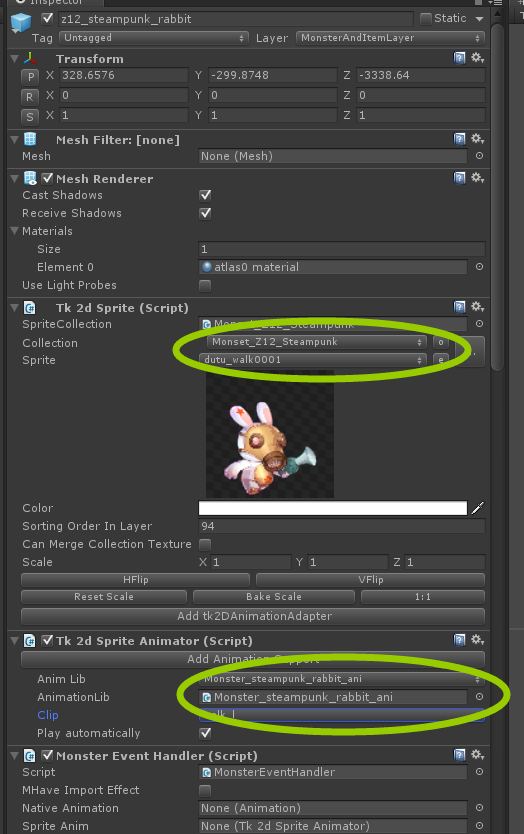 Inspector
z12_steampunk_rabbit Static
Tag Untagged Layer MonsterAndItemLayer
Transform
P X 328.6576 Y -299.8748 Z -3338.64
R X 0 Y 0 Z 0
S X 1 Y 1 Z 1
Mesh Filter: [none]
Mesh None (Mesh)
Mesh Renderer
Cast Shadows
Receive Shadows
Materials
Size 1
Element 0 atlas0 material
Use Light Probes
Tk 2d Sprite (Script)
SpriteCollection Monset_Z12_Steampunk
Collection Monset_Z12_Steampunk o
Sprite dutu_walk0001 e
Color
Sorting Order In Layer 94
Can Merge Collection Texture
Scale X 1 Y 1 Z 1
HFlip VFlip
Reset Scale Bake Scale 1:1
Add tk2DAnimationAdapter
Tk 2d Sprite Animator (Script)
Add Animation Support
Anim Lib Monster_steampunk_rabbit_ani
AnimationLib Monster_steampunk_rabbit_ani
Clip
Play automatically
Monster Event Handler (Script)
Script MonsterEventHandler
MHave Import Effect
Native Animation None (Animation)
Sprite Anim None (Tk 2d Sprite Animator)